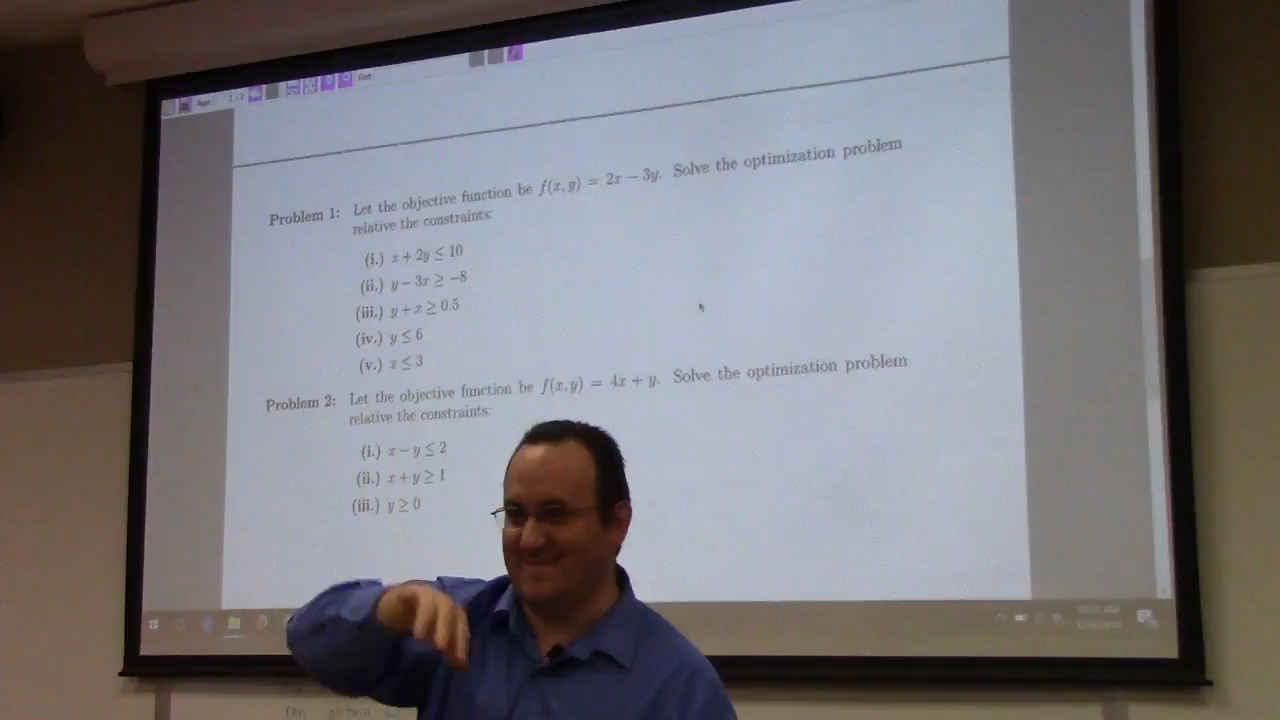 Page
Problem 1: Let the objective function be f(x, y) = 2x − 3y. Solve the optimization problem
relative the constraints:
(i.) x + 2y ≤ 10
(ii.) y − 3x ≥ −8
(iii.) y + x ≥ 0.5
(iv.) y ≤ 6
(v.) x ≤ 3
Problem 2: Let the objective function be f(x, y) = 4x + y. Solve the optimization problem
relative the constraints:
(i.) x − y ≤ 2
(ii.) x + y ≥ 1
(iii.) y ≥ 0